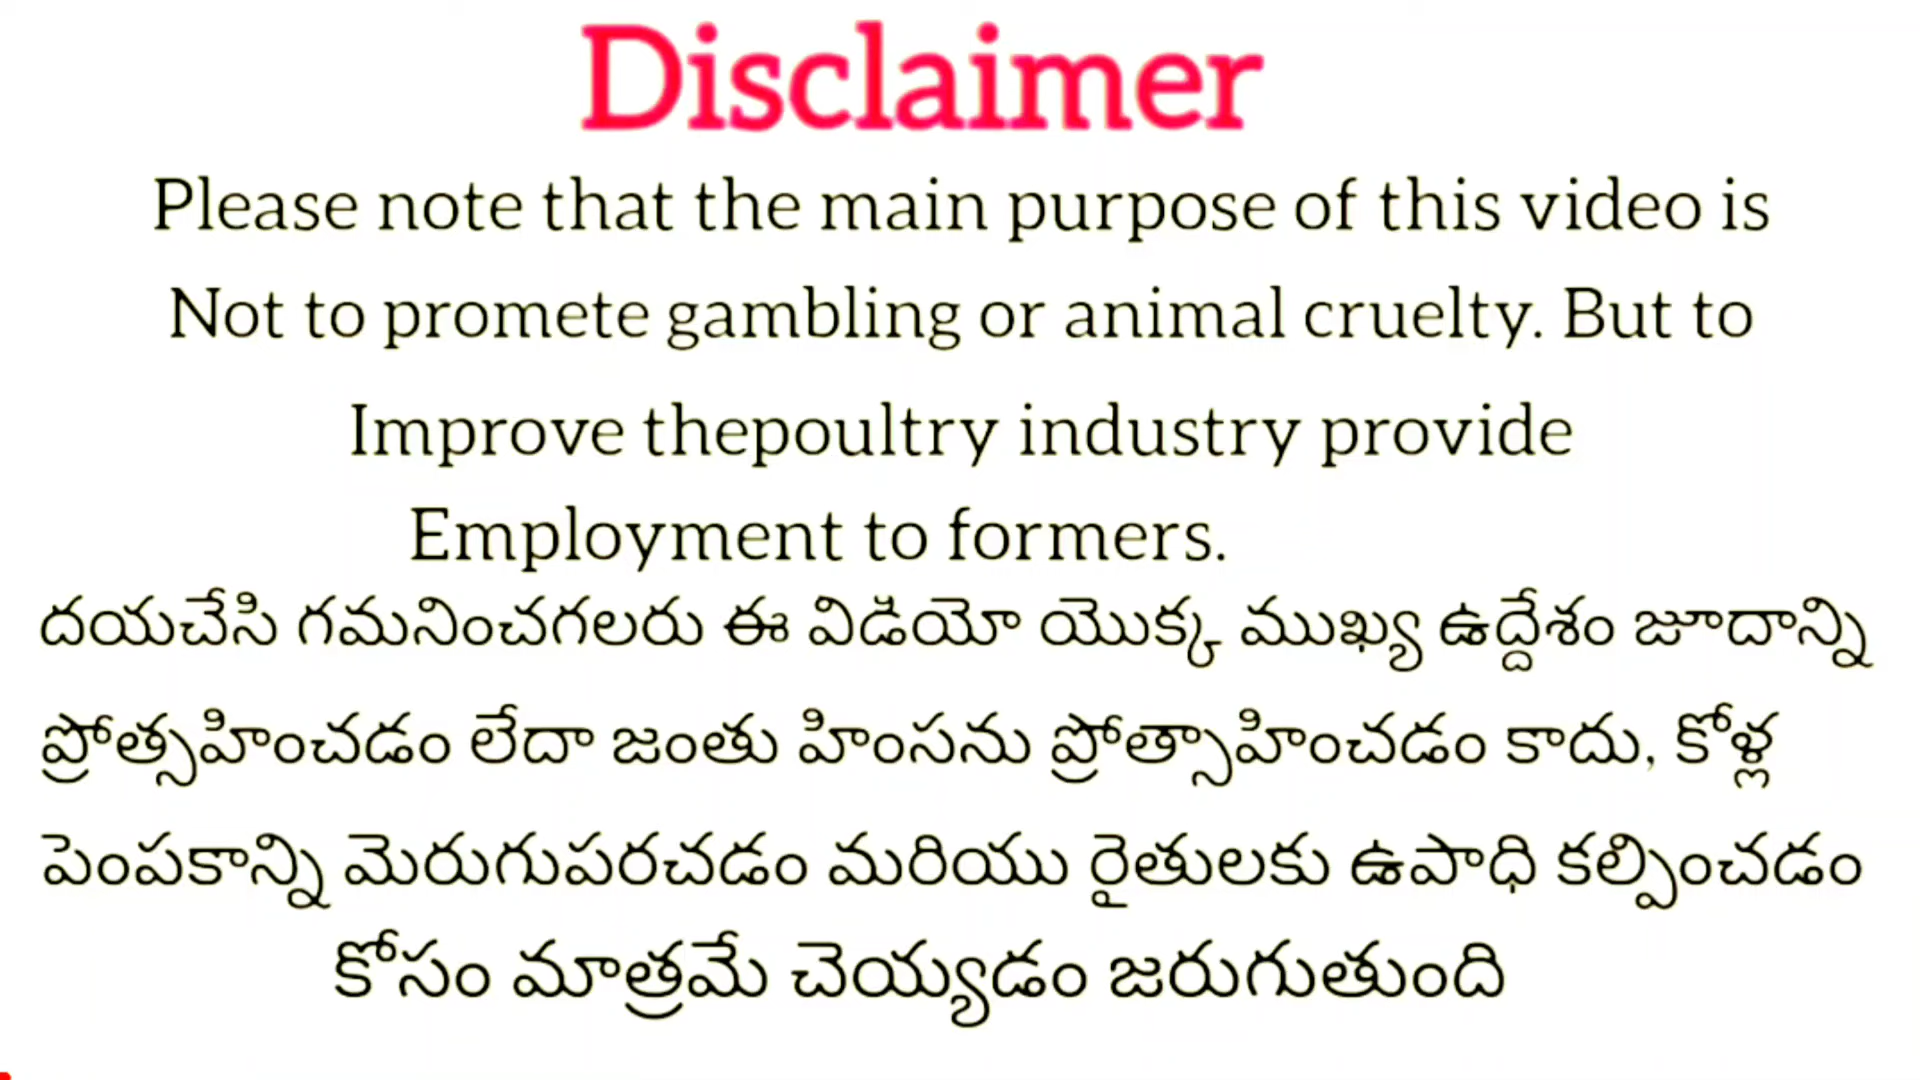 Disclaimer
Please note that the main purpose of this video is
Not to promete gambling or animal cruelty. But to
Improve thepoultry industry provide
Employment to formers.
దయచేసి గమనించగలరు ఈ విడియో యొక్క ముఖ్య ఉద్దేశం జూదాన్ని
ప్రోత్సహించడం లేదా జంతు హింసను ప్రోత్సాహించడం కాదు, కోళ్ల
పెంపకాన్ని మెరుగుపరచడం మరియు రైతులకు ఉపాధి కల్పించడం
కోసం మాత్రమే చెయ్యడం జరుగుతుంది